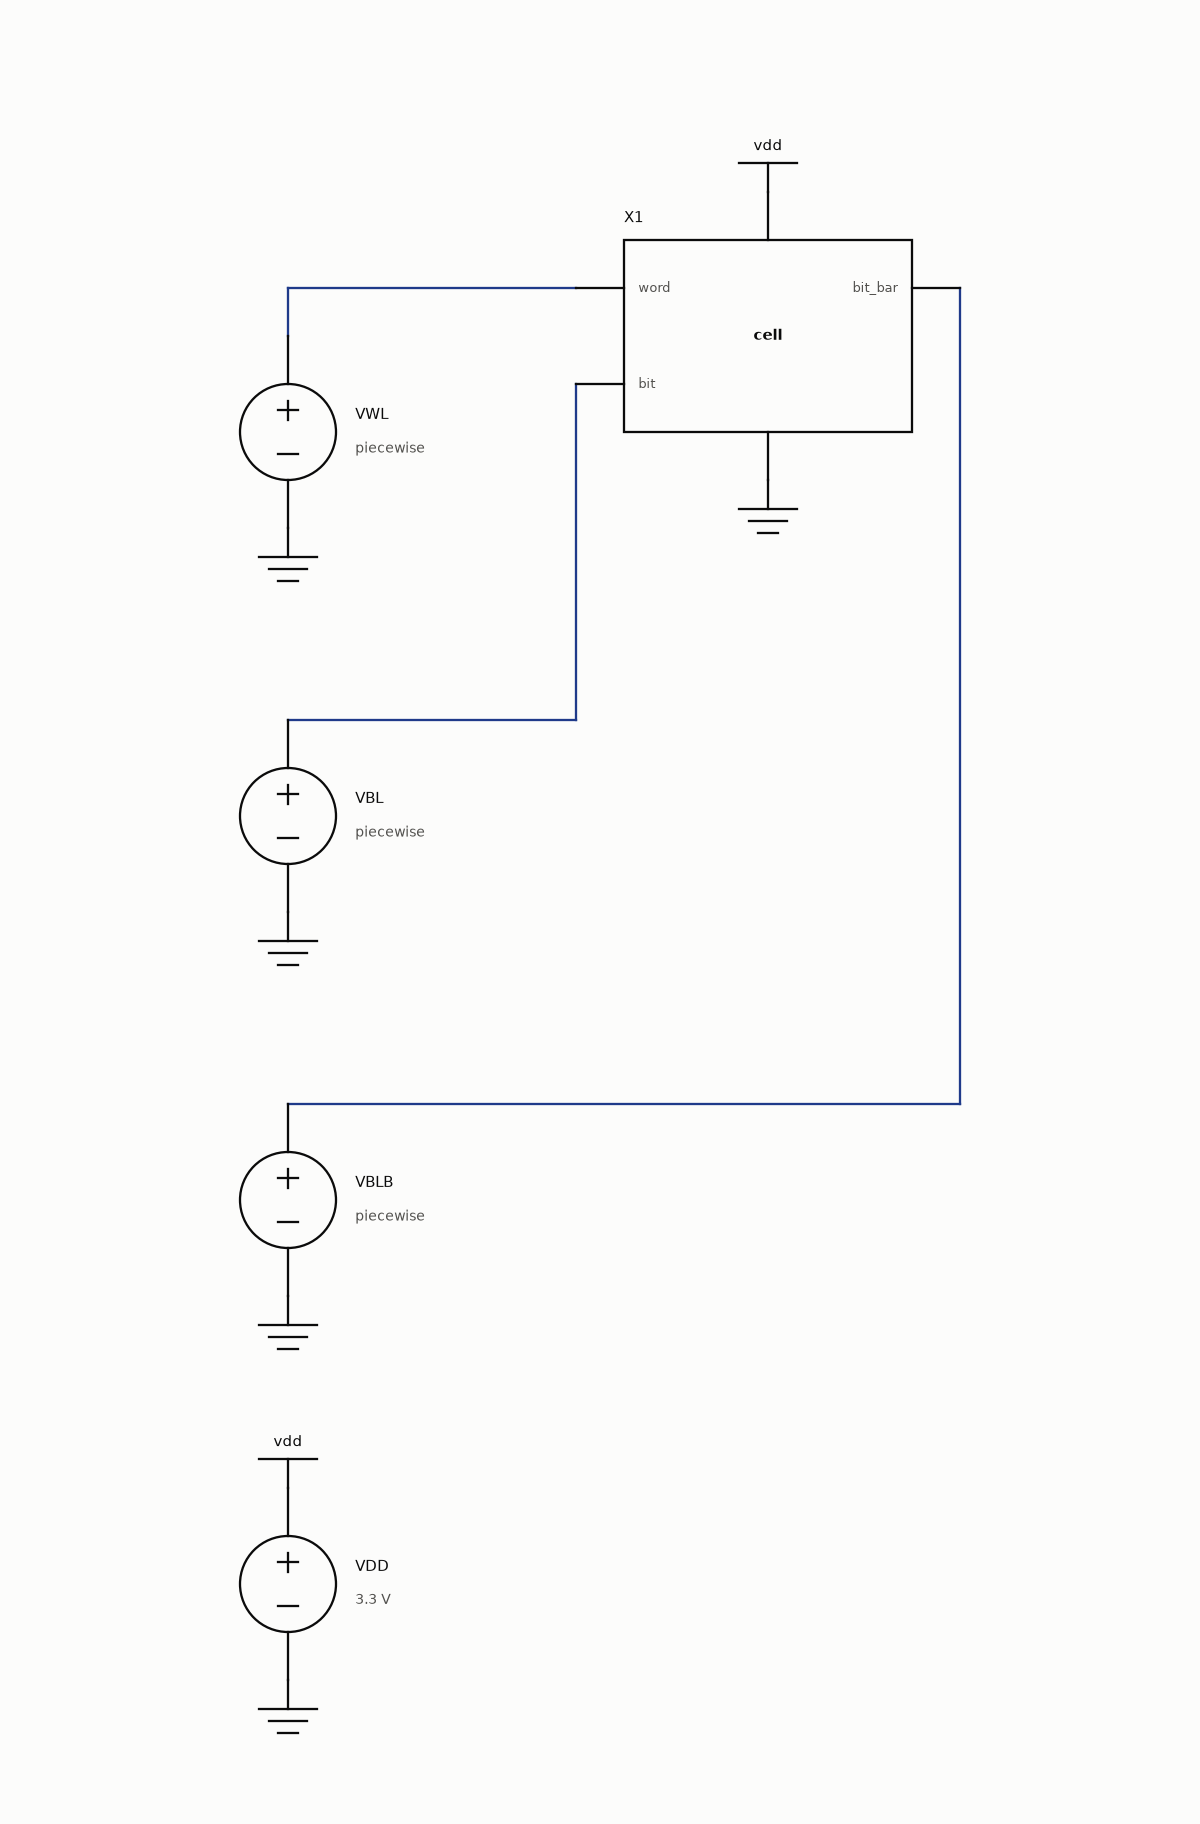 vdd
X1
word
bit_bar
cell
bit
VWL
piecewise
VBL
piecewise
VBLB
piecewise
vdd
VDD
3.3 V